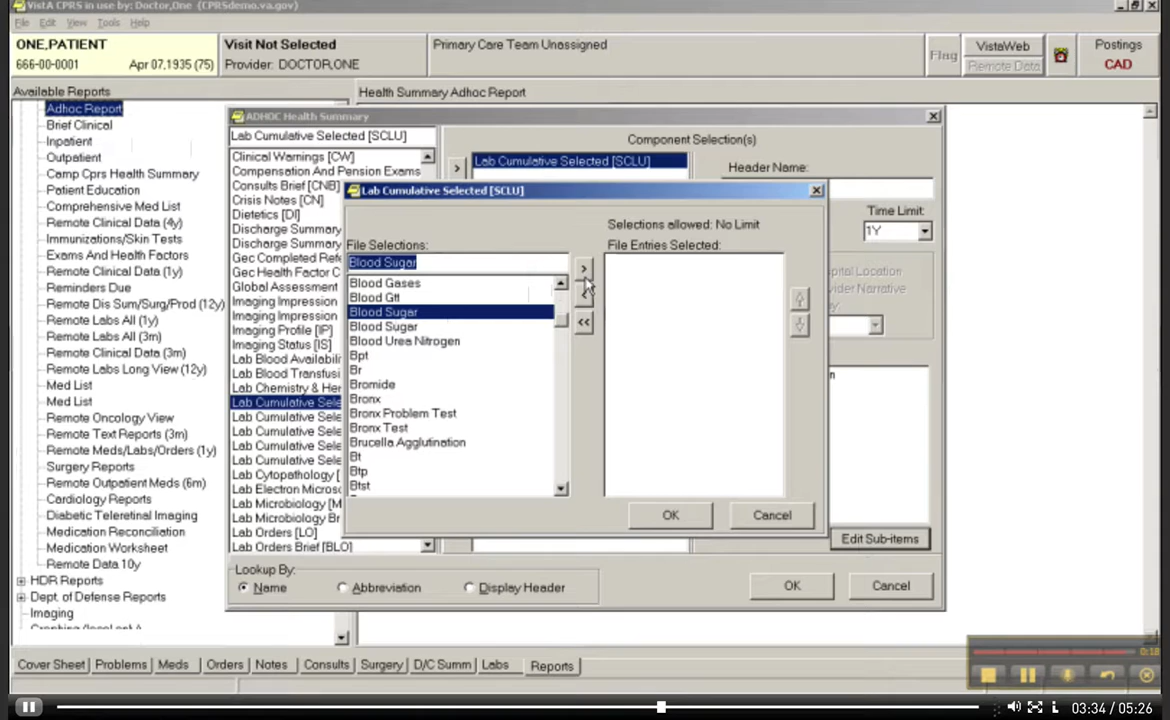 VistA CPRS in use by: Doctor,One (CPRSdemo.va.gov)
File Edit View Tools Help
ONE,PATIENT
666-00-0001 Apr 07,1935 (75)
Visit Not Selected
Provider: DOCTOR,ONE
Primary Care Team Unassigned
Flag
VistaWeb
Remote Data
Postings
CAD
Available Reports
Health Summary Adhoc Report
Adhoc Report
Brief Clinical
Inpatient
Outpatient
Camp Cprs Health Summary
Patient Education
Comprehensive Med List
Remote Clinical Data (4y)
Immunizations/Skin Tests
Exams And Health Factors
Remote Clinical Data (1y)
Reminders Due
Remote Dis Sum/Surg/Prod (12y)
Remote Labs All (1y)
Remote Labs All (3m)
Remote Clinical Data (3m)
Remote Labs Long View (12y)
Med List
Med List
Remote Oncology View
Remote Text Reports (3m)
Remote Meds/Labs/Orders (1y)
Surgery Reports
Remote Outpatient Meds (6m)
Cardiology Reports
Diabetic Teleretinal Imaging
Medication Reconciliation
Medication Worksheet
Remote Data 10y
HDR Reports
Dept. of Defense Reports
Imaging
ADHOC Health Summary
Lab Cumulative Selected [SCLU]
Clinical Warnings [CW]
Compensation And Pension Exams
Consults Brief [CNB]
Crisis Notes [CN]
Dietetics [DI]
Discharge Summary
Discharge Summary
Gec Completed Refe
Gec Health Factor C
Global Assessment
Imaging Impression
Imaging Impression
Imaging Profile [IP]
Imaging Status [IS]
Lab Blood Availabili
Lab Blood Transfusi
Lab Chemistry & He
Lab Cumulative Sele
Lab Cumulative Sele
Lab Cumulative Sele
Lab Cumulative Sele
Lab Cumulative Sele
Lab Cytopathology [
Lab Electron Microsc
Lab Microbiology [M
Lab Microbiology Br
Lab Orders [LO]
Lab Orders Brief [BLO]
Component Selection(s)
>
Lab Cumulative Selected [SCLU]
Header Name:
Time Limit:
1Y
pital Location
vider Narrative
y:
n
Edit Sub-items
Lab Cumulative Selected [SCLU]
Selections allowed: No Limit
File Selections:
File Entries Selected:
Blood Sugar
Blood Gases
Blood Gtt
Blood Sugar
Blood Sugar
Blood Urea Nitrogen
Bpt
Br
Bromide
Bronx
Bronx Problem Test
Bronx Test
Brucella Agglutination
Bt
Btp
Btst
>
<
<<
OK Cancel
Lookup By:
Name Abbreviation Display Header
OK Cancel
Cover Sheet Problems Meds Orders Notes Consults Surgery D/C Summ Labs Reports
0:18
03:34 / 05:26